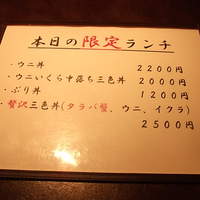 本日の限定ランチ
・ウニ丼 2200円
・ウニいくら中落ち三色丼 2000円
・ぶり丼 1200円
・贅沢三色丼(タラバ蟹、ウニ、イクラ)
2500円